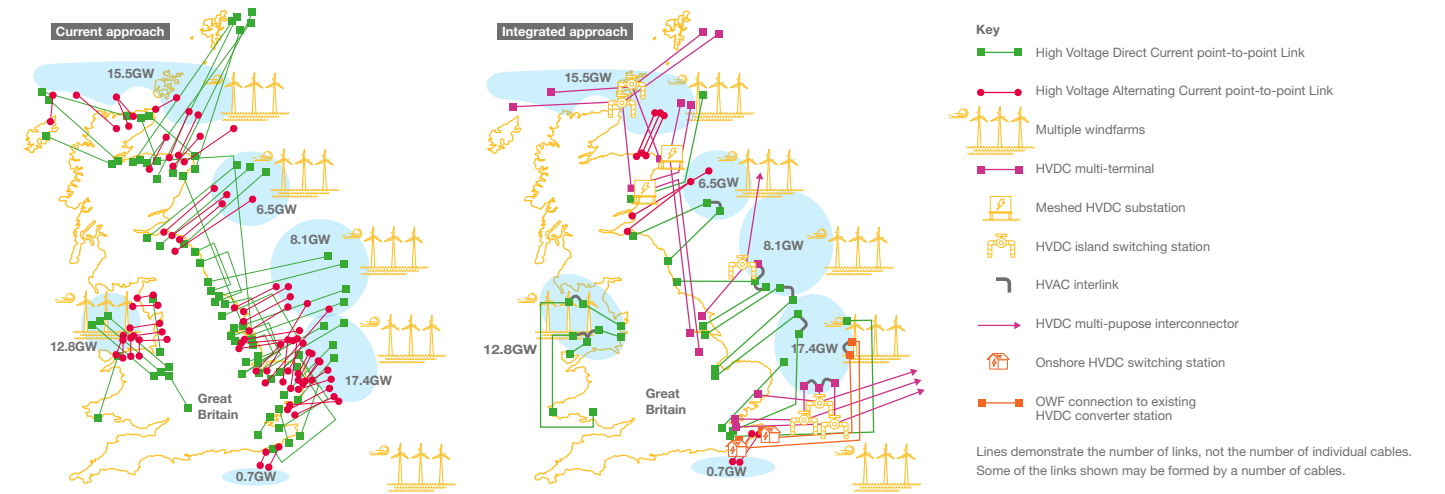 Current approach
15.5GW
6.5GW
8.1GW
12.8GW
17.4GW
Great
Britain
0.7GW
Integrated approach
15.5GW
6.5GW
8.1GW
12.8GW
17.4GW
Great
Britain
0.7GW
Key
High Voltage Direct Current point-to-point Link
High Voltage Alternating Current point-to-point Link
Multiple windfarms
HVDC multi-terminal
Meshed HVDC substation
HVDC island switching station
HVAC interlink
HVDC multi-pupose interconnector
Onshore HVDC switching station
OWF connection to existing
HVDC converter station
Lines demonstrate the number of links, not the number of individual cables.
Some of the links shown may be formed by a number of cables.